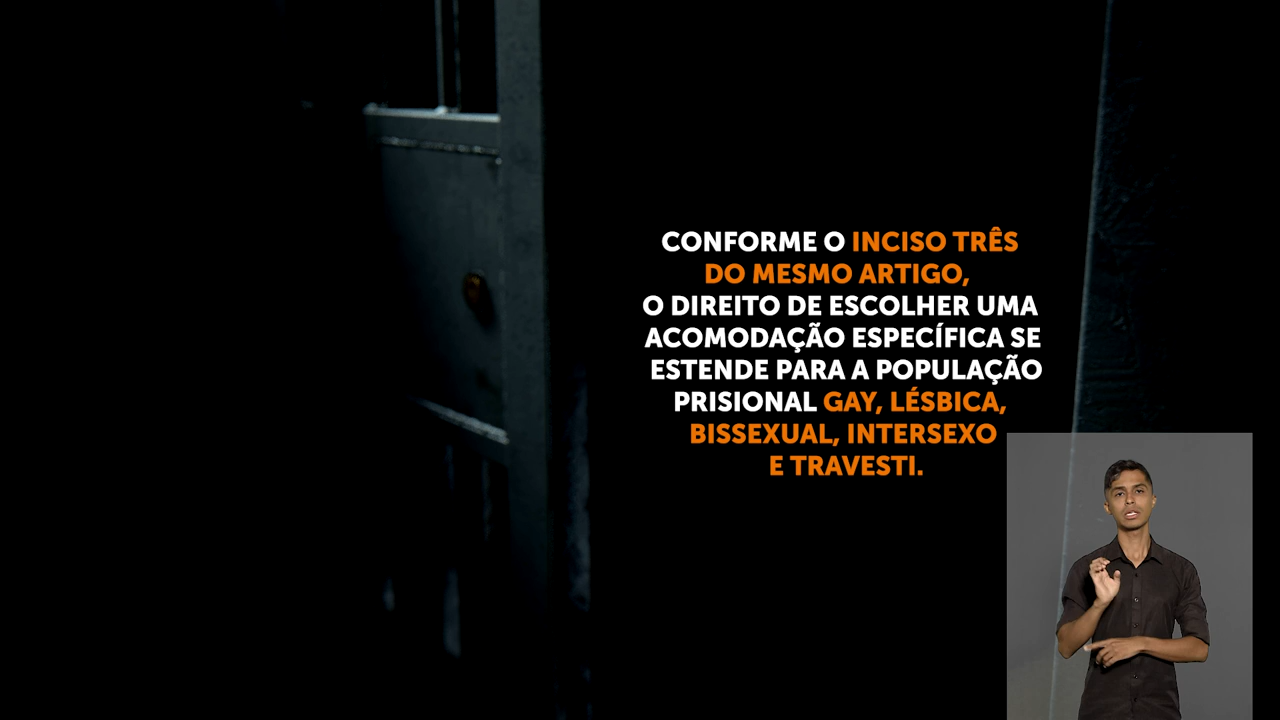 CONFORME O INCISO TRÊS
DO MESMO ARTIGO,
O DIREITO DE ESCOLHER UMA
ACOMODAÇÃO ESPECÍFICA SE
ESTENDE PARA A POPULAÇÃO
PRISIONAL GAY, LÉSBICA,
BISSEXUAL, INTERSEXO
E TRAVESTI.